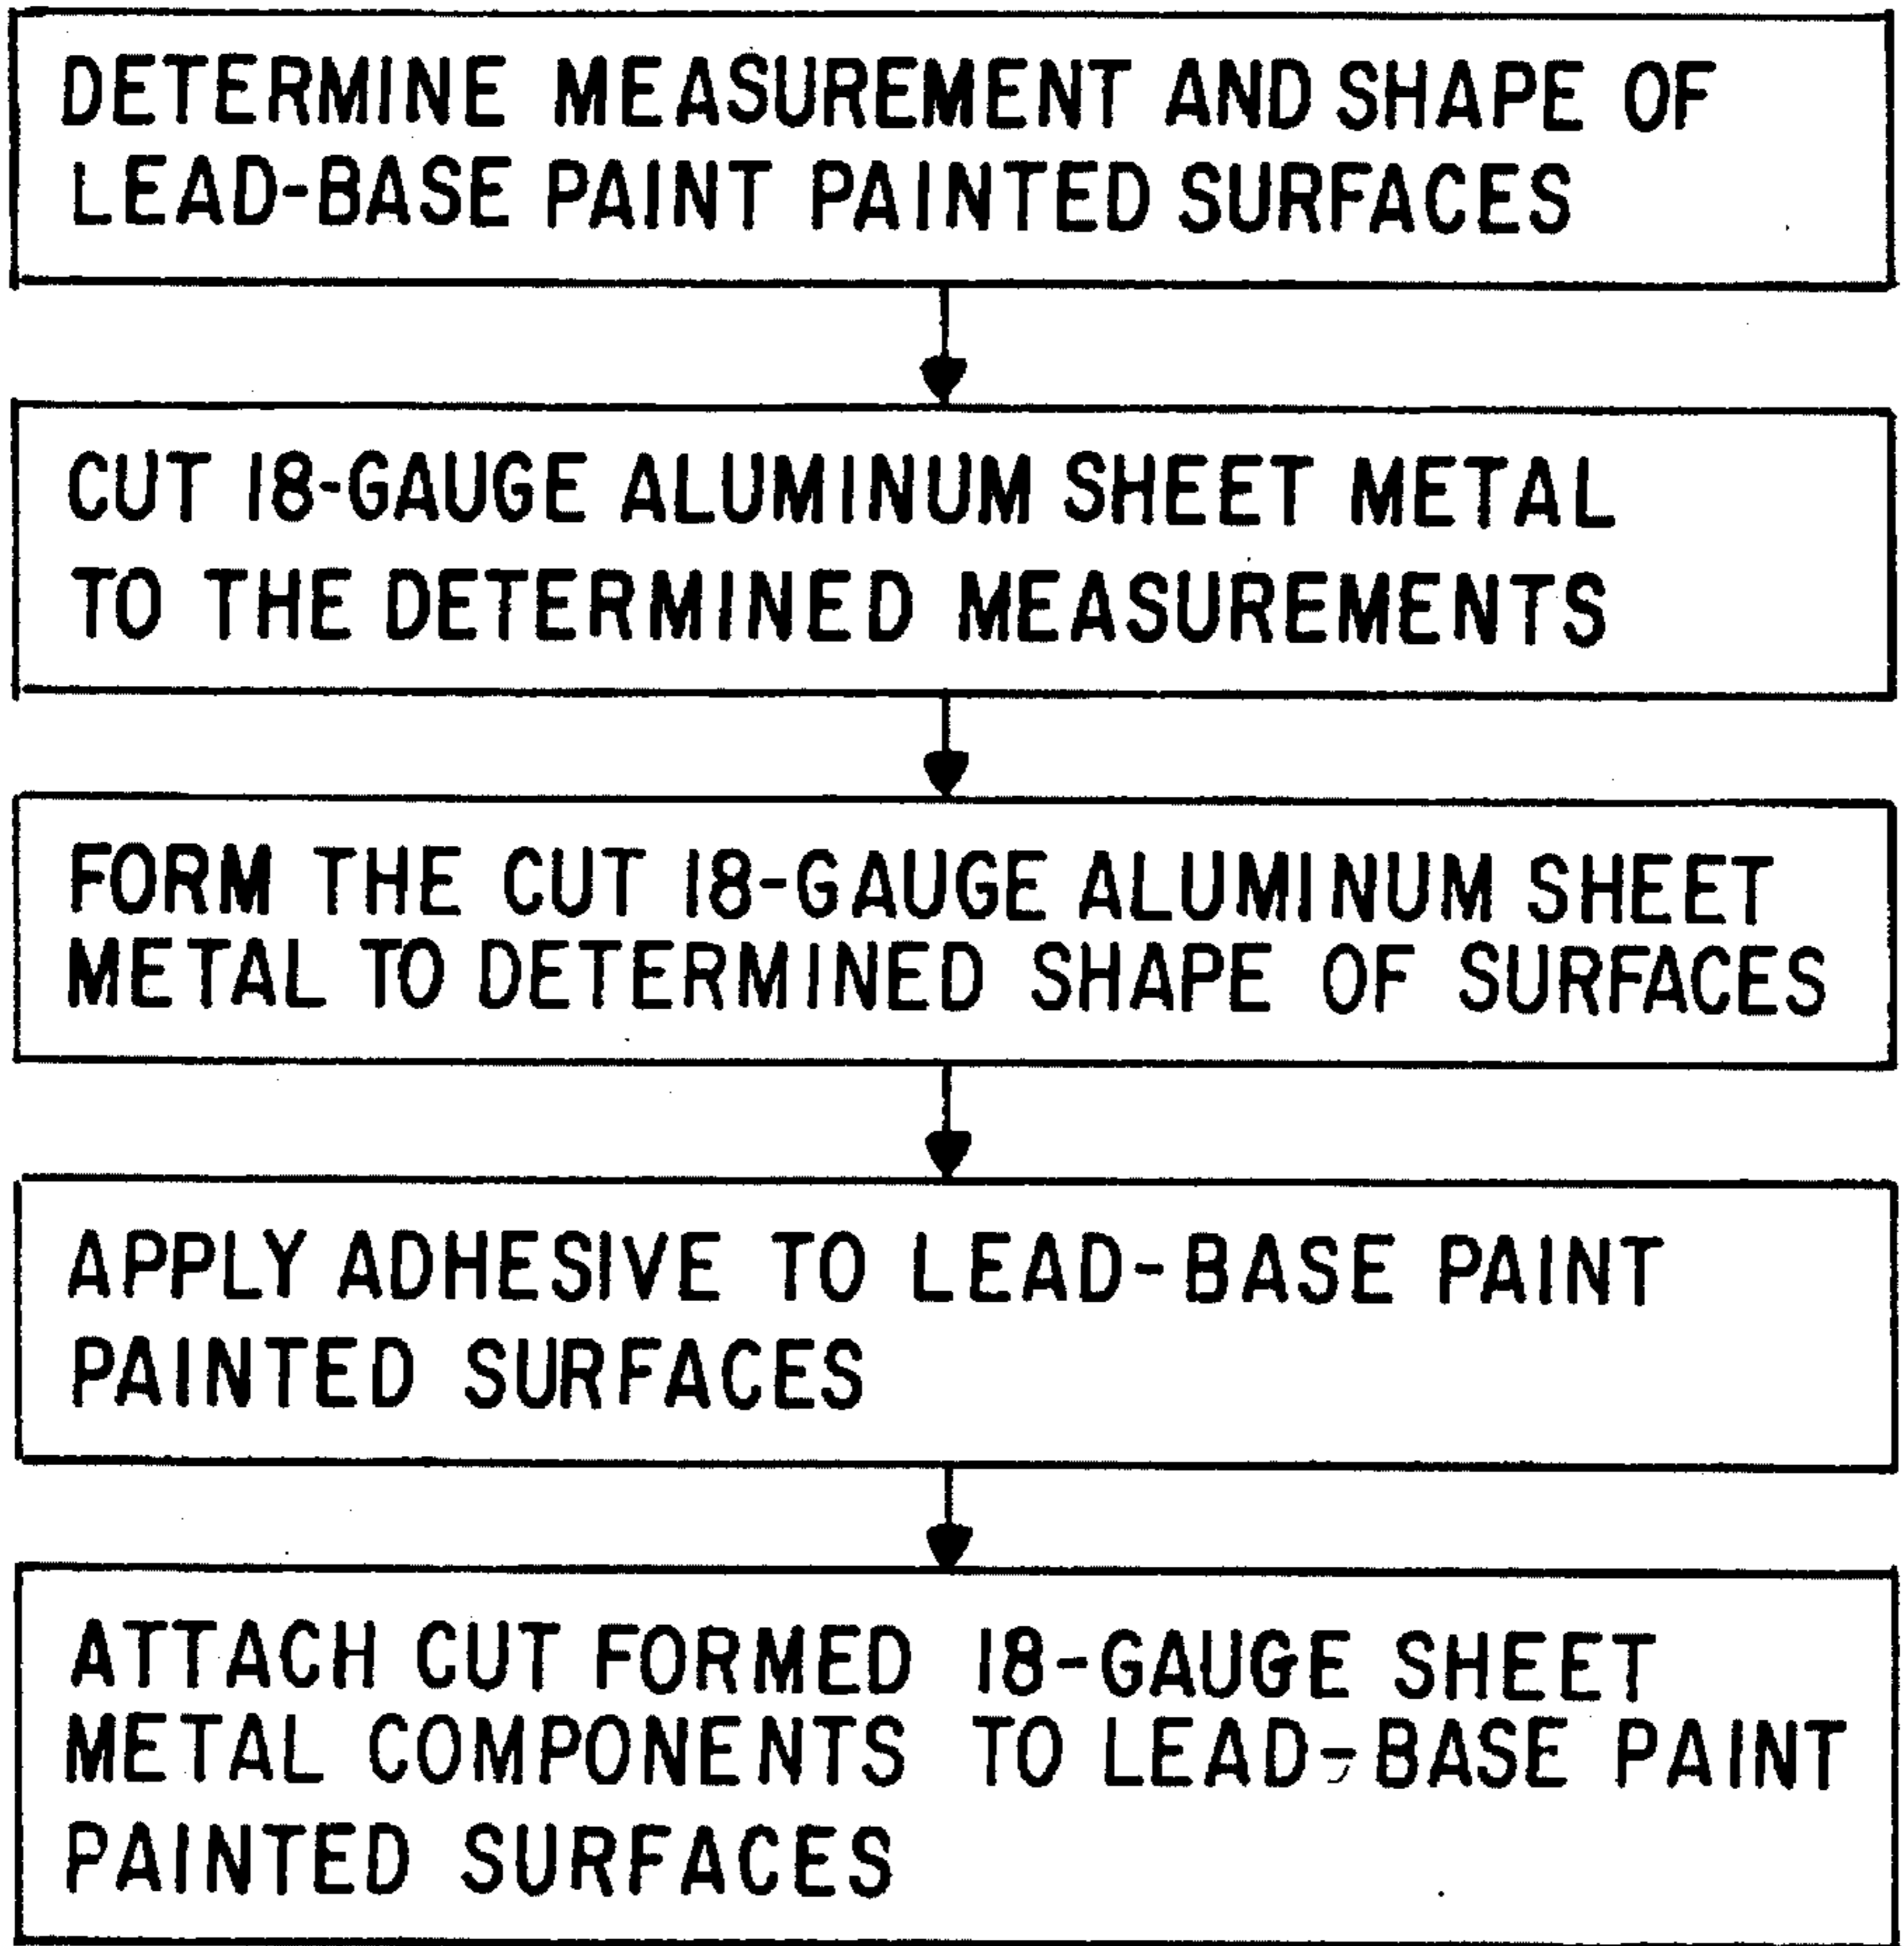 DETERMINE MEASUREMENT AND SHAPE OF
LEAD-BASE PAINT PAINTED SURFACES
CUT 18-GAUGE ALUMINUM SHEET METAL
TO THE DETERMINED MEASUREMENTS
FORM THE CUT 18-GAUGE ALUMINUM SHEET
METAL TO DETERMINED SHAPE OF SURFACES
APPLY ADHESIVE TO LEAD-BASE PAINT
PAINTED SURFACES
ATTACH CUT FORMED 18-GAUGE SHEET
METAL COMPONENTS TO LEAD-BASE PAINT
PAINTED SURFACES